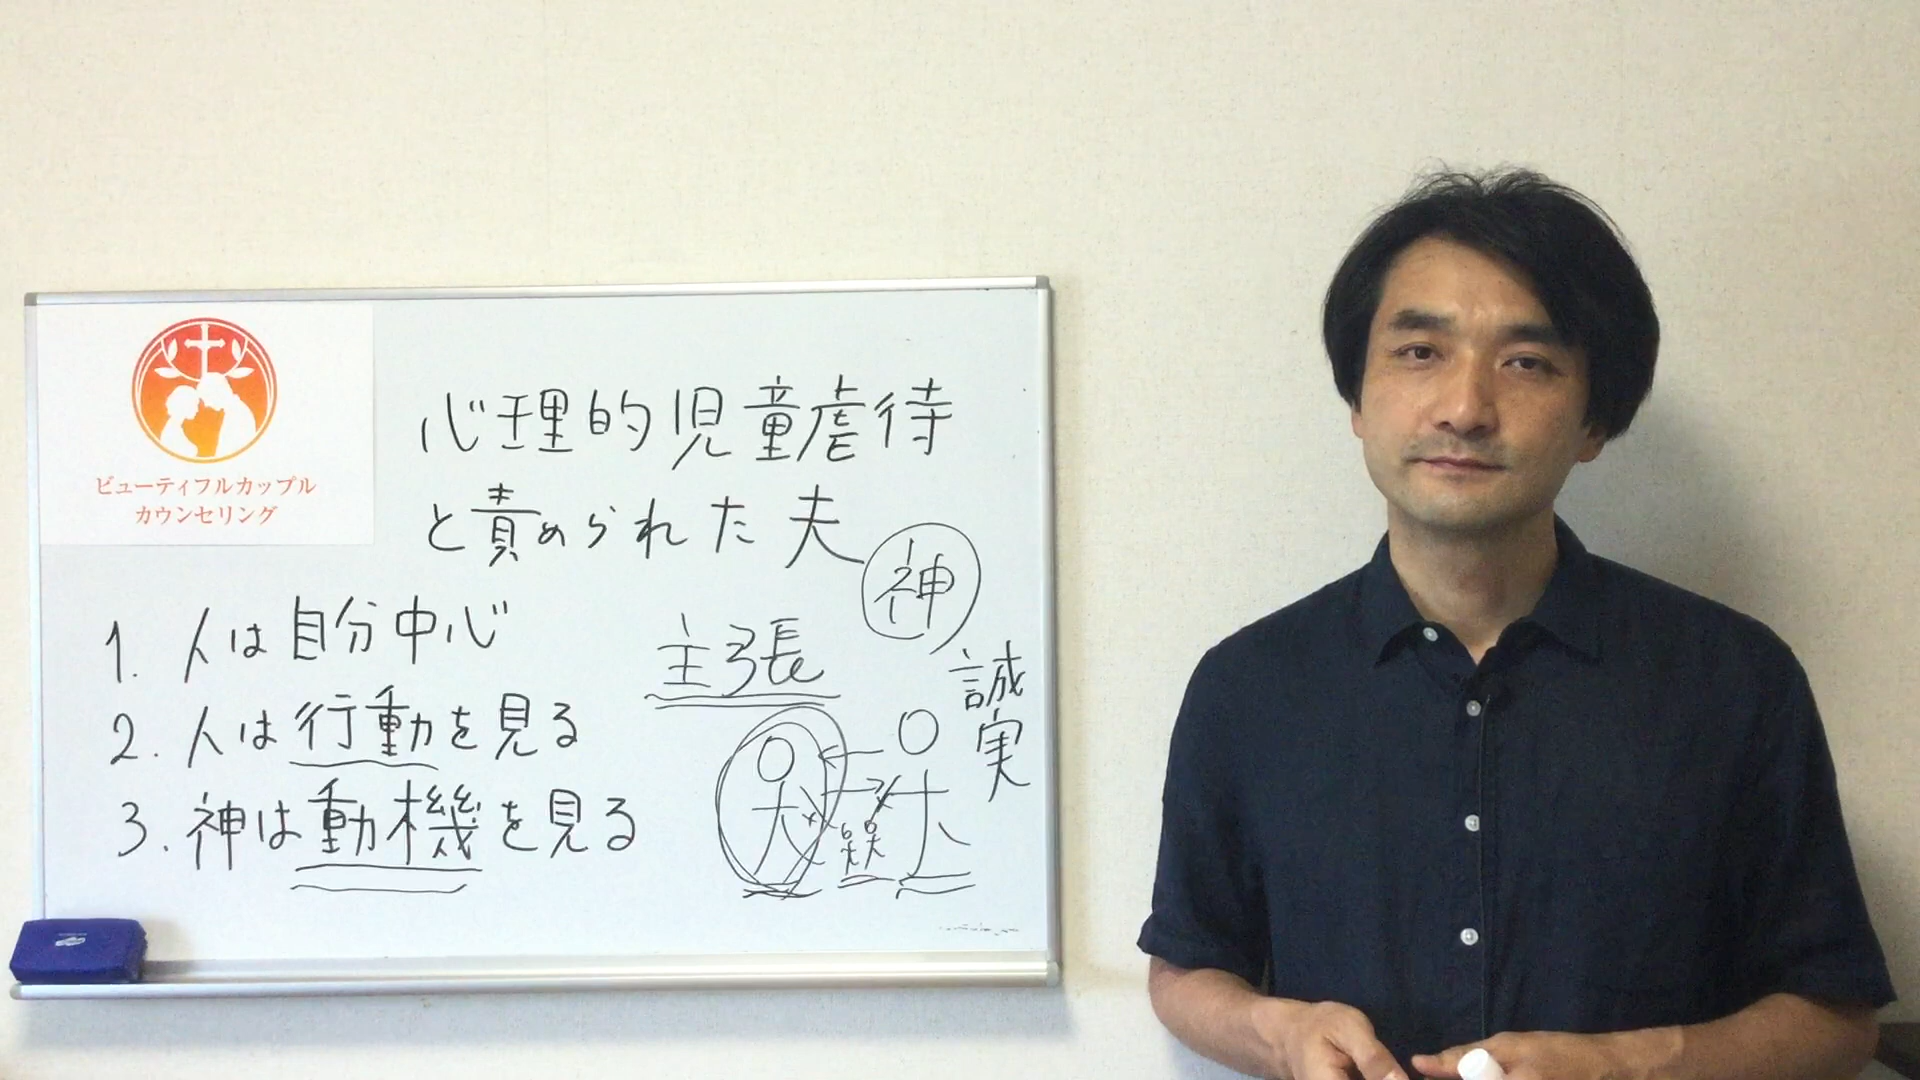 ビューティフルカップル
カウンセリング
心理的児童虐待
と責められた夫
1. 人は自分中心
2. 人は行動を見る
3. 神は動機を見る
神
主張
誠実